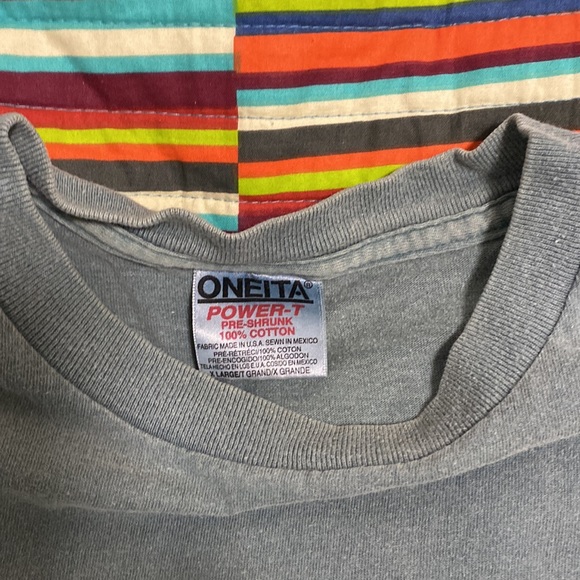 ONEITA®
POWER-T
PRE-SHRUNK
100% COTTON
FABRIC MADE IN U.S.A. SEWN IN MEXICO
PRE-RÉTRÉCI/100% COTON
PRE-ENCOGIDO/100% ALGODON
TELA HECHO EN LOS E.U.A. COSIDO EN MEXICO
X LARGE/T GRAND/X GRANDE